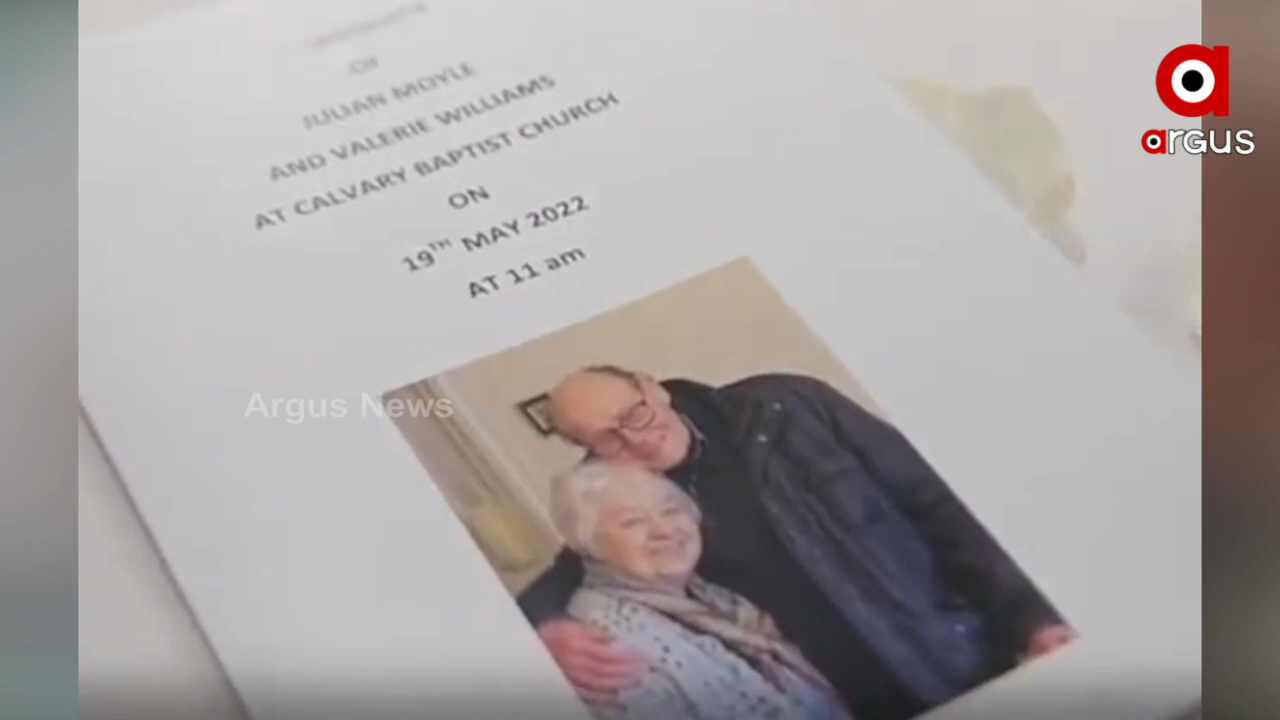 OF
JULIAN MOYLE
AND VALERIE WILLIAMS
AT CALVARY BAPTIST CHURCH
ON
19TH MAY 2022
AT 11 am
argus
Argus News